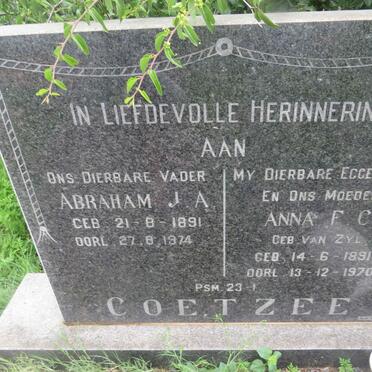 IN LIEFDEVOLLE HERINNERIN
AAN
ONS DIERBARE VADER
ABRAHAM J. A.
GEB. 21-8-1891
OORL. 27-8-1974
MY DIERBARE EGGE
EN ONS MOEDE
ANNA F. C
GEB. VAN ZYL
GEB. 14-6-1891
OORL. 13-12-1970
PSM. 23-1
COETZEE